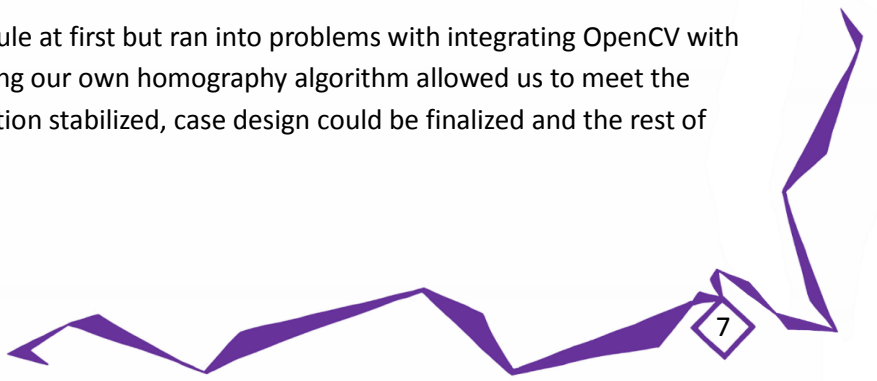 ule at first but ran into problems with integrating OpenCV with
ng our own homography algorithm allowed us to meet the
tion stabilized, case design could be finalized and the rest of
7